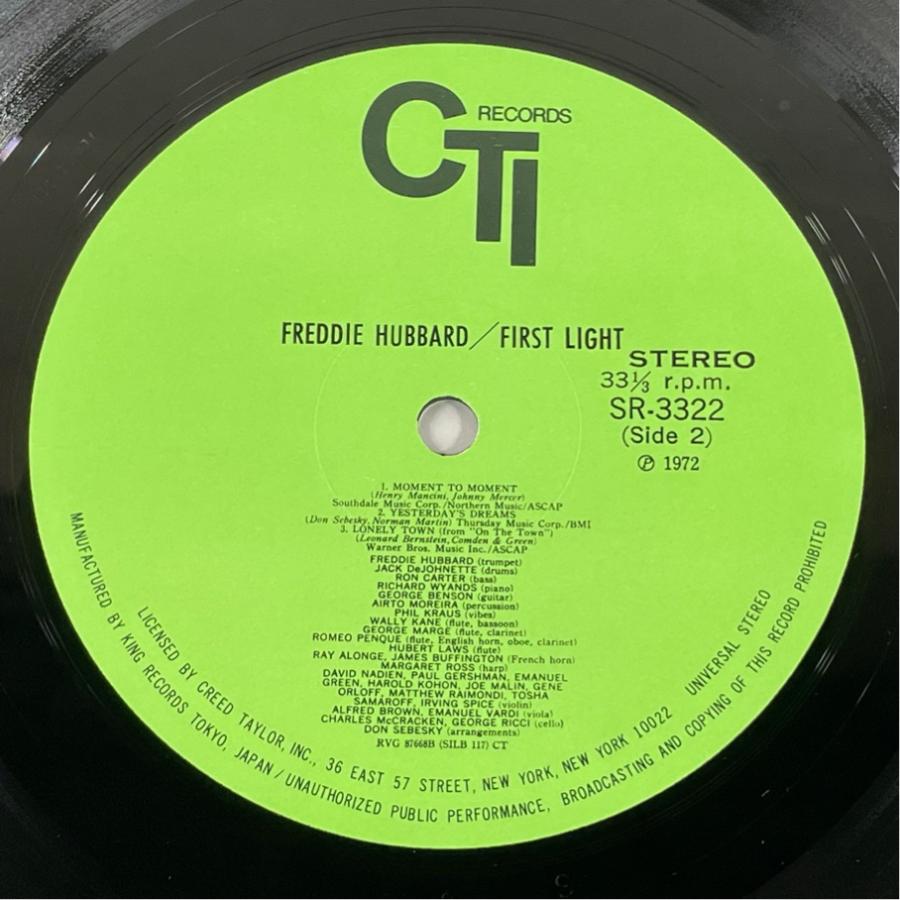 CTI RECORDS
FREDDIE HUBBARD/FIRST LIGHT
STEREO
33⅓ r.p.m.
SR-3322
(Side 2)
℗ 1972
1. MOMENT TO MOMENT
(Henry Mancini, Johnny Mercer)
Southdale Music Corp./Northern Music/ASCAP
2. YESTERDAY'S DREAMS
(Don Sebesky, Norman Martin) Thursday Music Corp./BMI
3. LONELY TOWN (from "On The Town")
(Leonard Bernstein, Comden & Green)
Warner Bros. Music Inc./ASCAP
FREDDIE HUBBARD (trumpet)
JACK DeJOHNETTE (drums)
RON CARTER (bass)
RICHARD WYANDS (piano)
GEORGE BENSON (guitar)
AIRTO MOREIRA (percussion)
PHIL KRAUS (vibes)
WALLY KANE (flute, bassoon)
GEORGE MARGE (flute, clarinet)
ROMEO PENQUE (flute, English horn, oboe, clarinet)
HUBERT LAWS (flute)
RAY ALONGE, JAMES BUFFINGTON (French horn)
MARGARET ROSS (harp)
DAVID NADIEN, PAUL GERSHMAN, EMANUEL
GREEN, HAROLD KOHON, JOE MALIN, GENE
ORLOFF, MATTHEW RAIMONDI, TOSHA
SAMAROFF, IRVING SPICE (violin)
ALFRED BROWN, EMANUEL VARDI (viola)
CHARLES McCRACKEN, GEORGE RICCI (cello)
DON SEBESKY (arrangements)
RVG 87668B (SILB 117) CT
LICENSED BY CREED TAYLOR, INC., 36 EAST 57 STREET, NEW YORK, NEW YORK 10022 UNIVERSAL STEREO
MANUFACTURED BY KING RECORDS TOKYO, JAPAN/UNAUTHORIZED PUBLIC PERFORMANCE, BROADCASTING AND COPYING OF THIS RECORD PROHIBITED